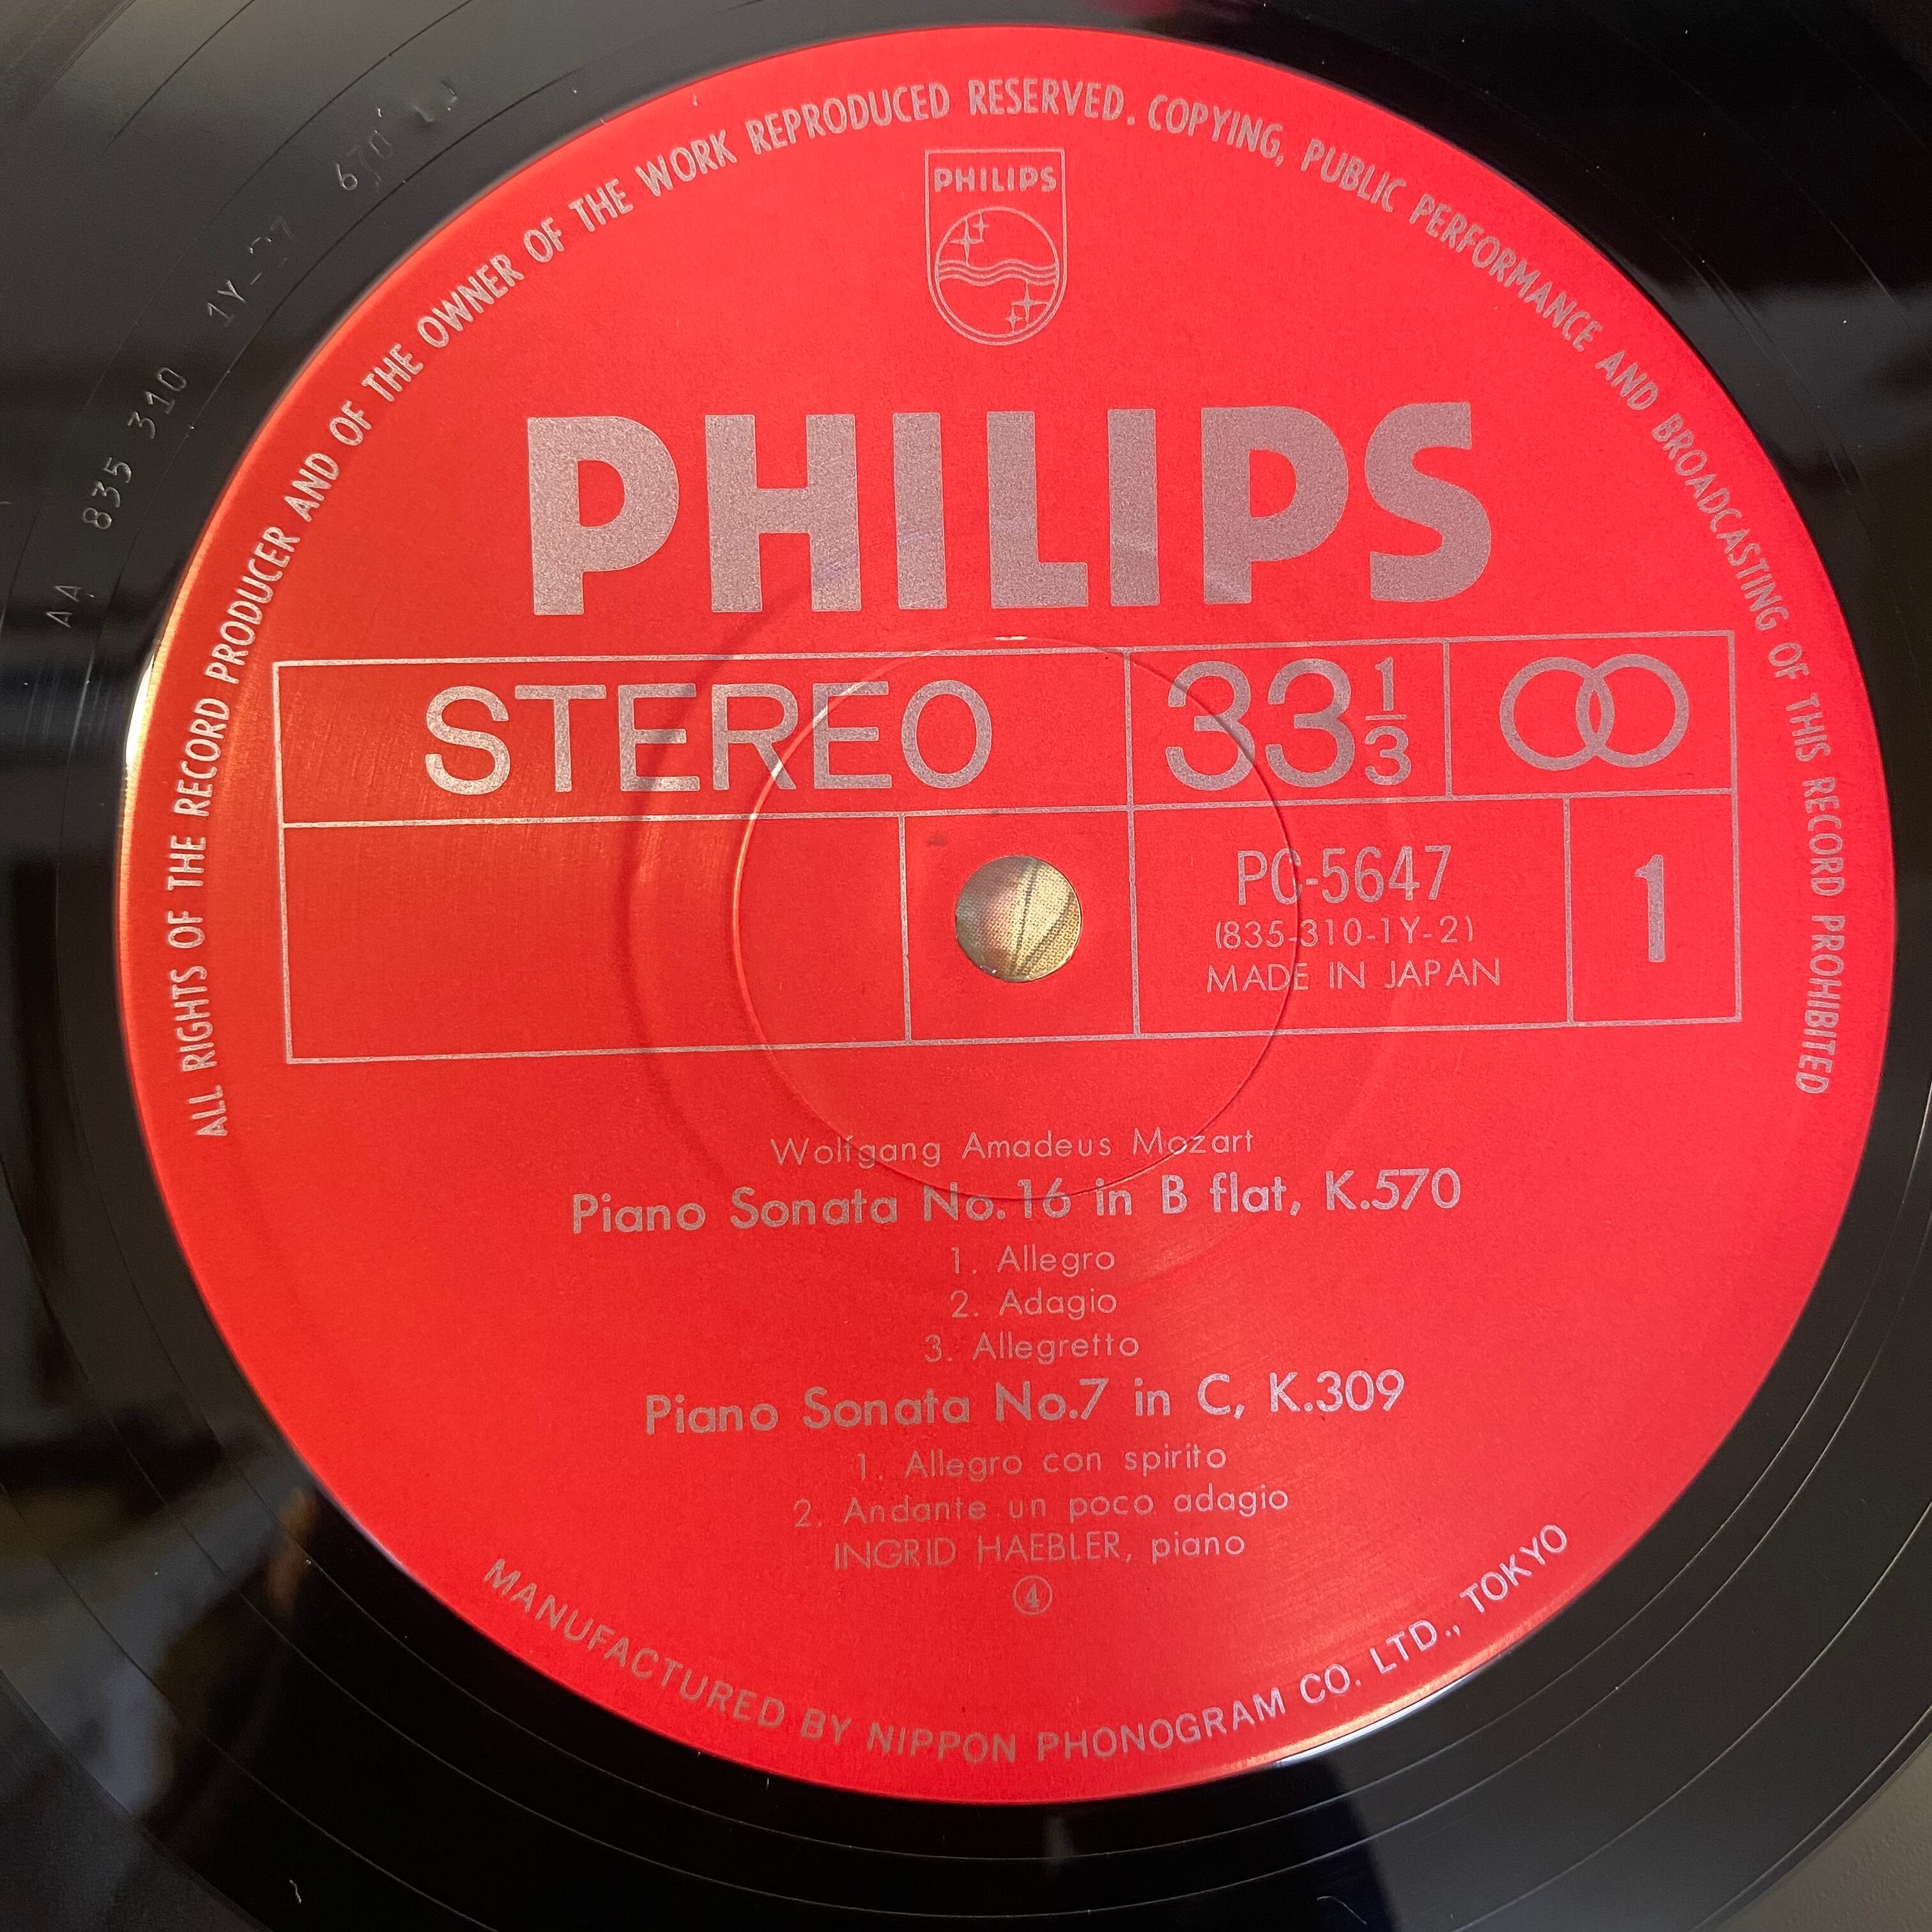 ALL RIGHTS OF THE RECORD PRODUCER AND OF THE OWNER OF THE WORK REPRODUCED RESERVED. COPYING, PUBLIC PERFORMANCE AND BROADCASTING OF THIS RECORD PROHIBITED
PHILIPS
PHILIPS
STEREO 33 1/3
PC-5647
(835-310-1Y-2)
MADE IN JAPAN
1
Wolfgang Amadeus Mozart
Piano Sonata No.16 in B flat, K.570
1. Allegro
2. Adagio
3. Allegretto
Piano Sonata No.7 in C, K.309
1. Allegro con spirito
2. Andante un poco adagio
INGRID HAEBLER, piano
④
MANUFACTURED BY NIPPON PHONOGRAM CO. LTD., TOKYO
AA 835 310 670